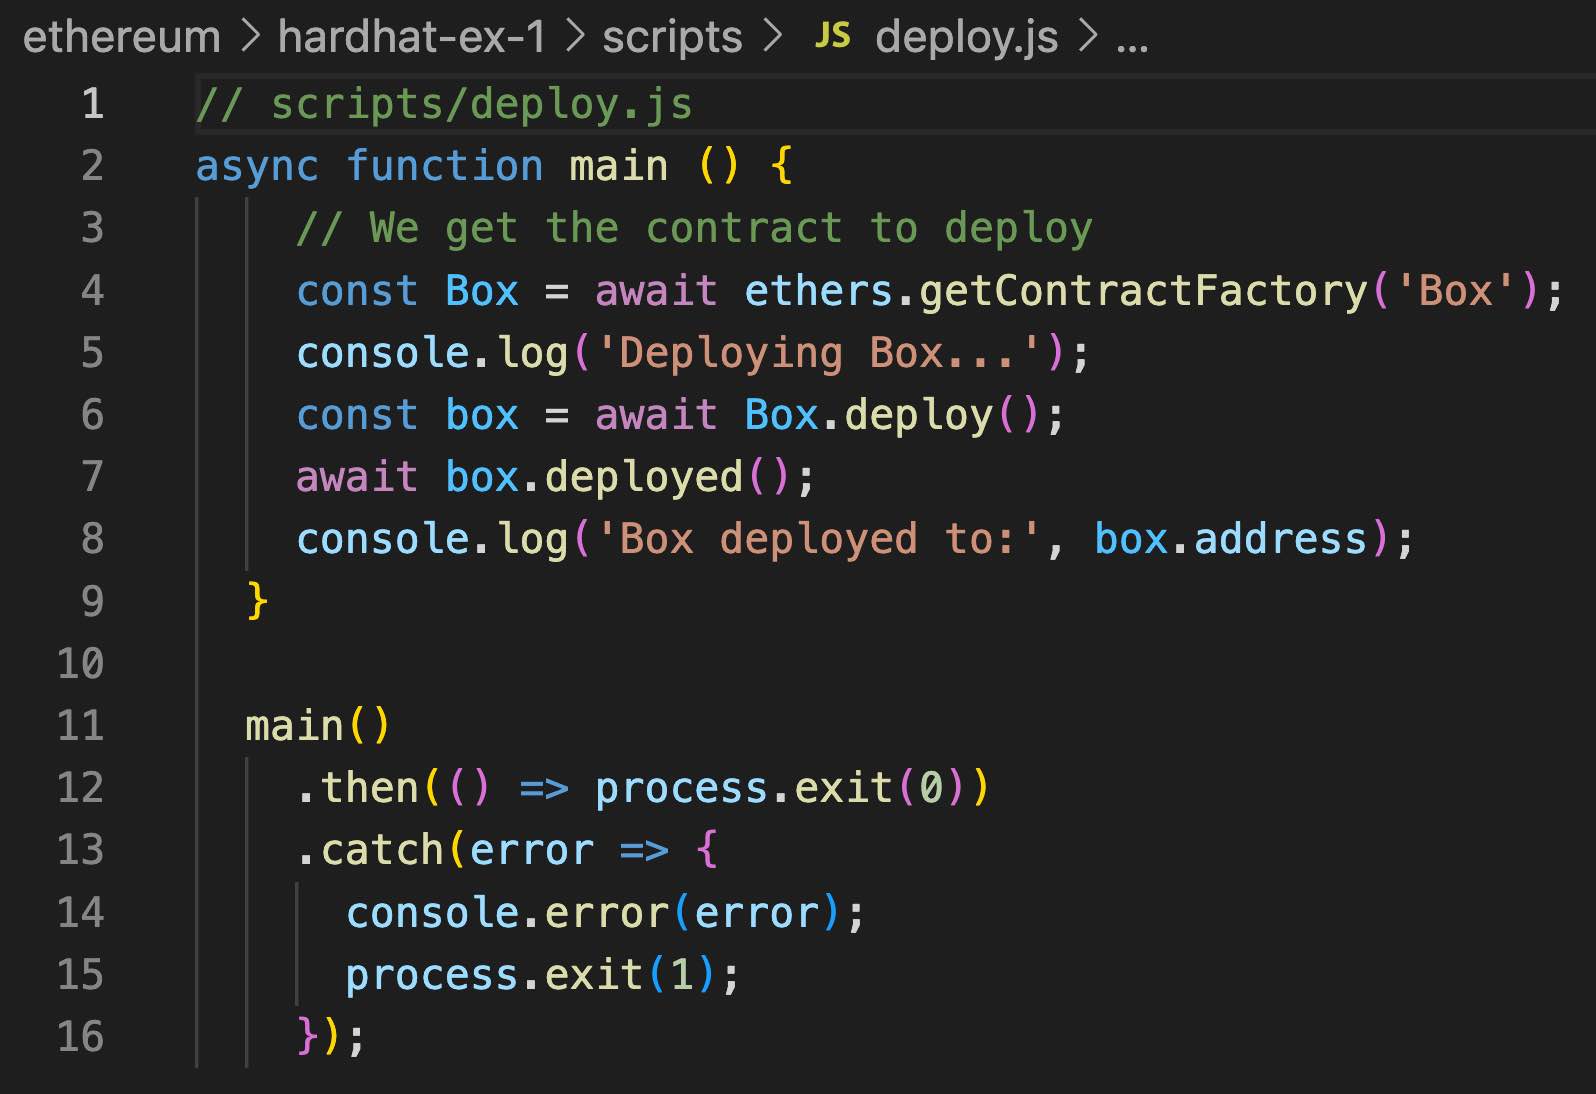 ethereum > hardhat-ex-1 > scripts > JS deploy.js > ...
1 // scripts/deploy.js
2 async function main () {
3 // We get the contract to deploy
4 const Box = await ethers.getContractFactory('Box');
5 console.log('Deploying Box...');
6 const box = await Box.deploy();
7 await box.deployed();
8 console.log('Box deployed to:', box.address);
9 }
10
11 main()
12 .then(() => process.exit(0))
13 .catch(error => {
14 console.error(error);
15 process.exit(1);
16 });